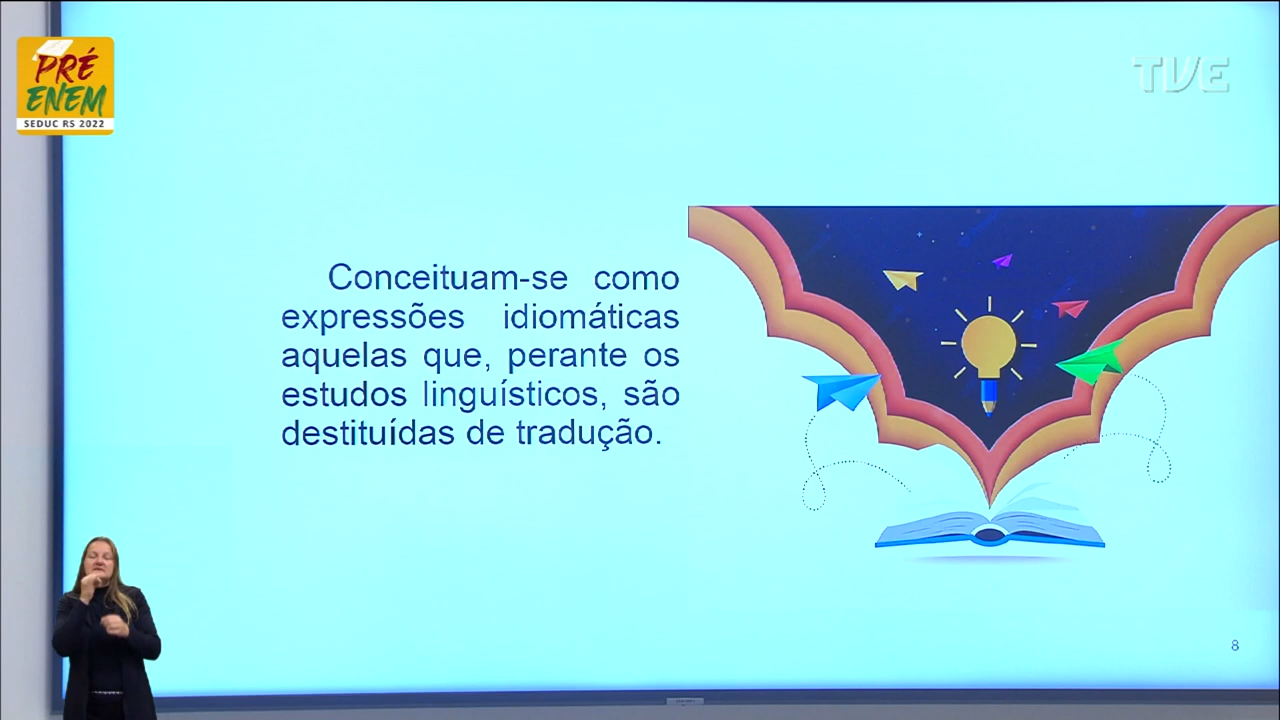 PRÉ
ENEM
SEDUC RS 2022
TVE
Conceituam-se como
expressões idiomáticas
aquelas que, perante os
estudos linguísticos, são
destituídas de tradução.
8